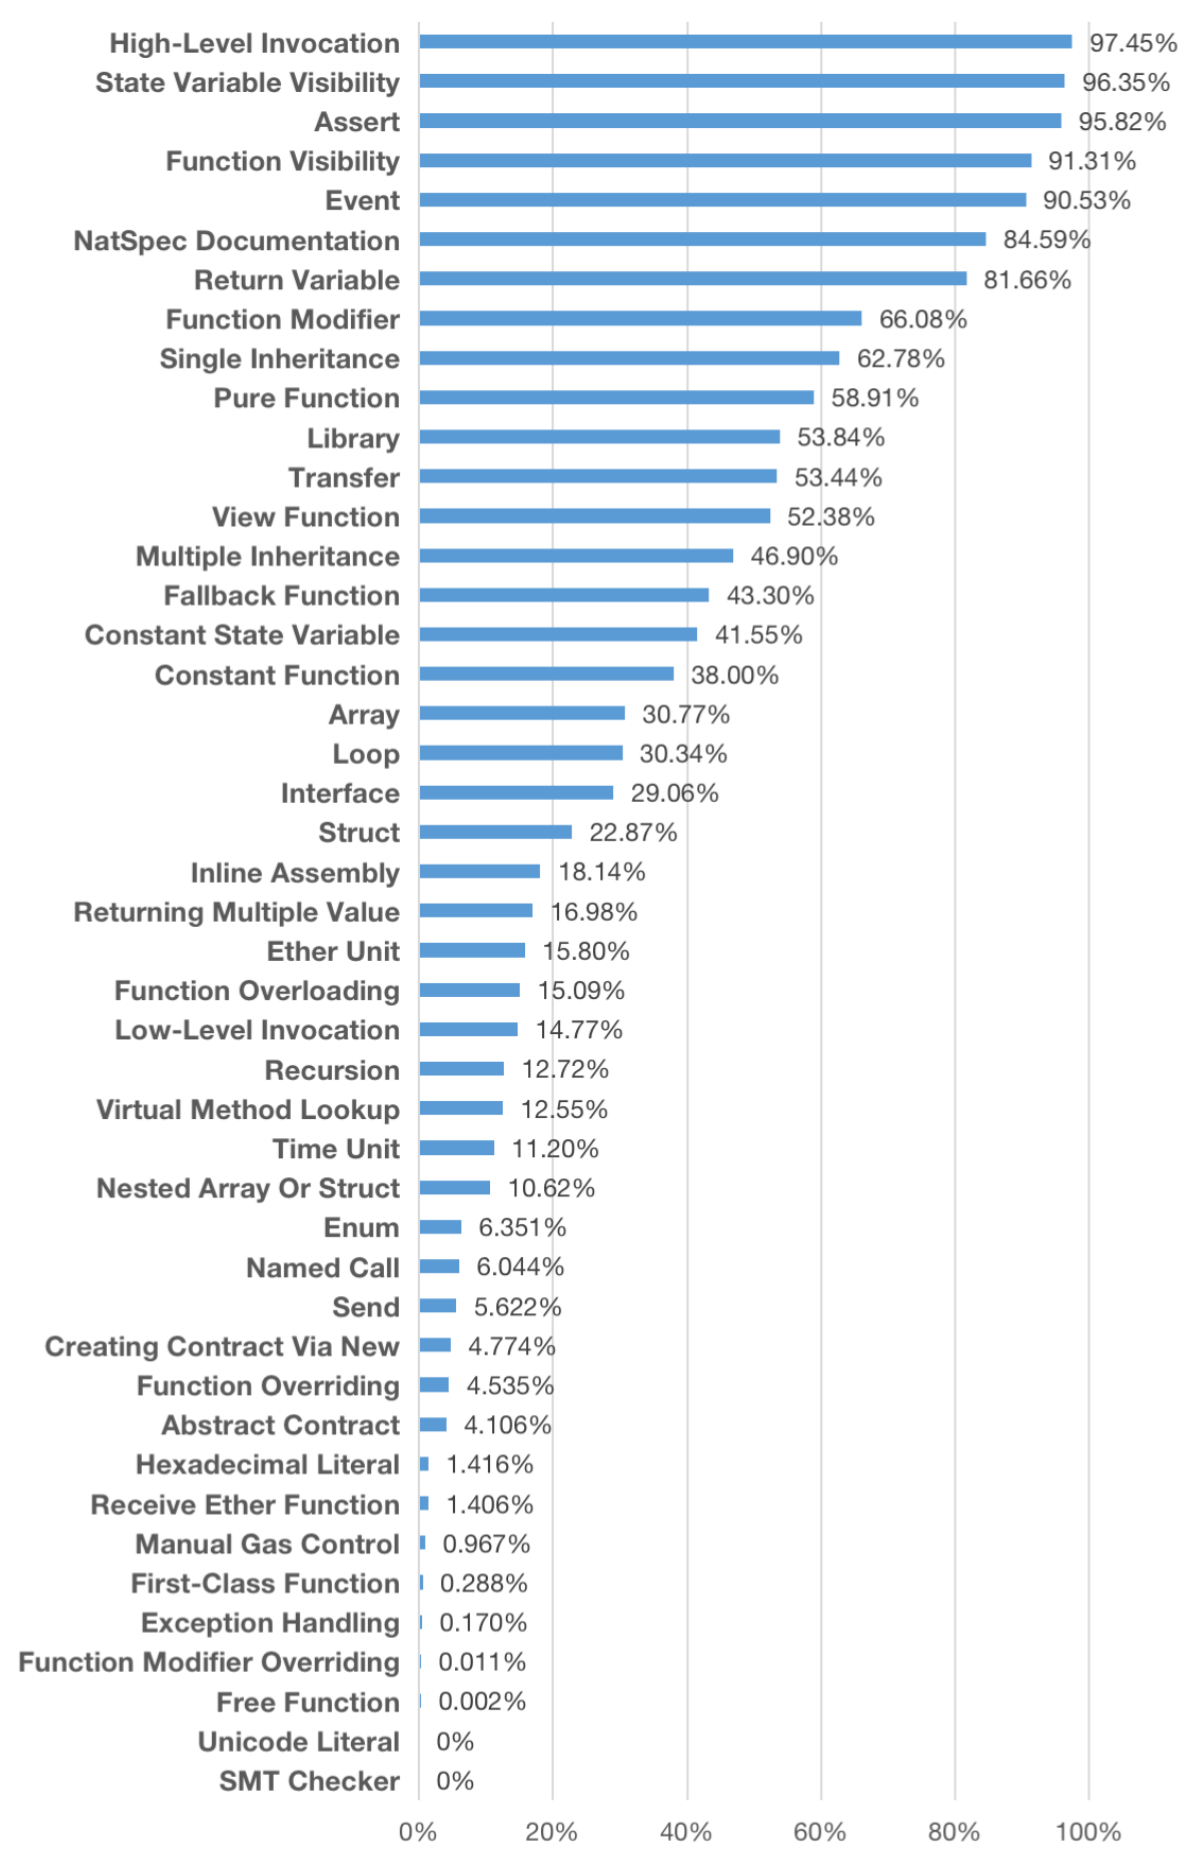 High-Level Invocation 97.45%
State Variable Visibility 96.35%
Assert 95.82%
Function Visibility 91.31%
Event 90.53%
NatSpec Documentation 84.59%
Return Variable 81.66%
Function Modifier 66.08%
Single Inheritance 62.78%
Pure Function 58.91%
Library 53.84%
Transfer 53.44%
View Function 52.38%
Multiple Inheritance 46.90%
Fallback Function 43.30%
Constant State Variable 41.55%
Constant Function 38.00%
Array 30.77%
Loop 30.34%
Interface 29.06%
Struct 22.87%
Inline Assembly 18.14%
Returning Multiple Value 16.98%
Ether Unit 15.80%
Function Overloading 15.09%
Low-Level Invocation 14.77%
Recursion 12.72%
Virtual Method Lookup 12.55%
Time Unit 11.20%
Nested Array Or Struct 10.62%
Enum 6.351%
Named Call 6.044%
Send 5.622%
Creating Contract Via New 4.774%
Function Overriding 4.535%
Abstract Contract 4.106%
Hexadecimal Literal 1.416%
Receive Ether Function 1.406%
Manual Gas Control 0.967%
First-Class Function 0.288%
Exception Handling 0.170%
Function Modifier Overriding 0.011%
Free Function 0.002%
Unicode Literal 0%
SMT Checker 0%
0% 20% 40% 60% 80% 100%